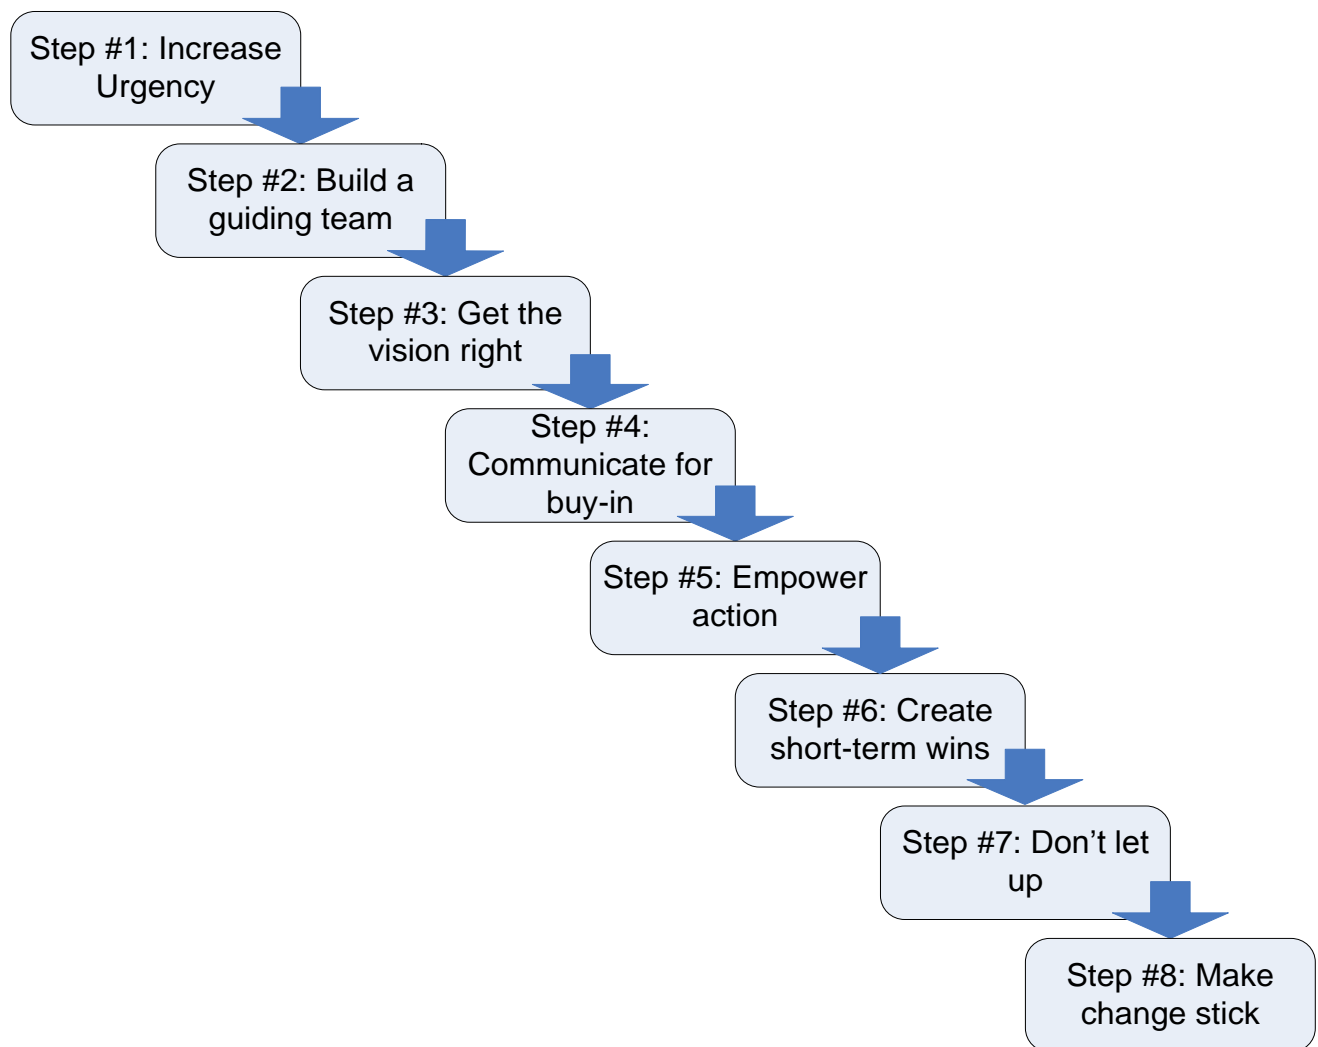 Step #1: Increase
Urgency
Step #2: Build a
guiding team
Step #3: Get the
vision right
Step #4:
Communicate for
buy-in
Step #5: Empower
action
Step #6: Create
short-term wins
Step #7: Don’t let
up
Step #8: Make
change stick